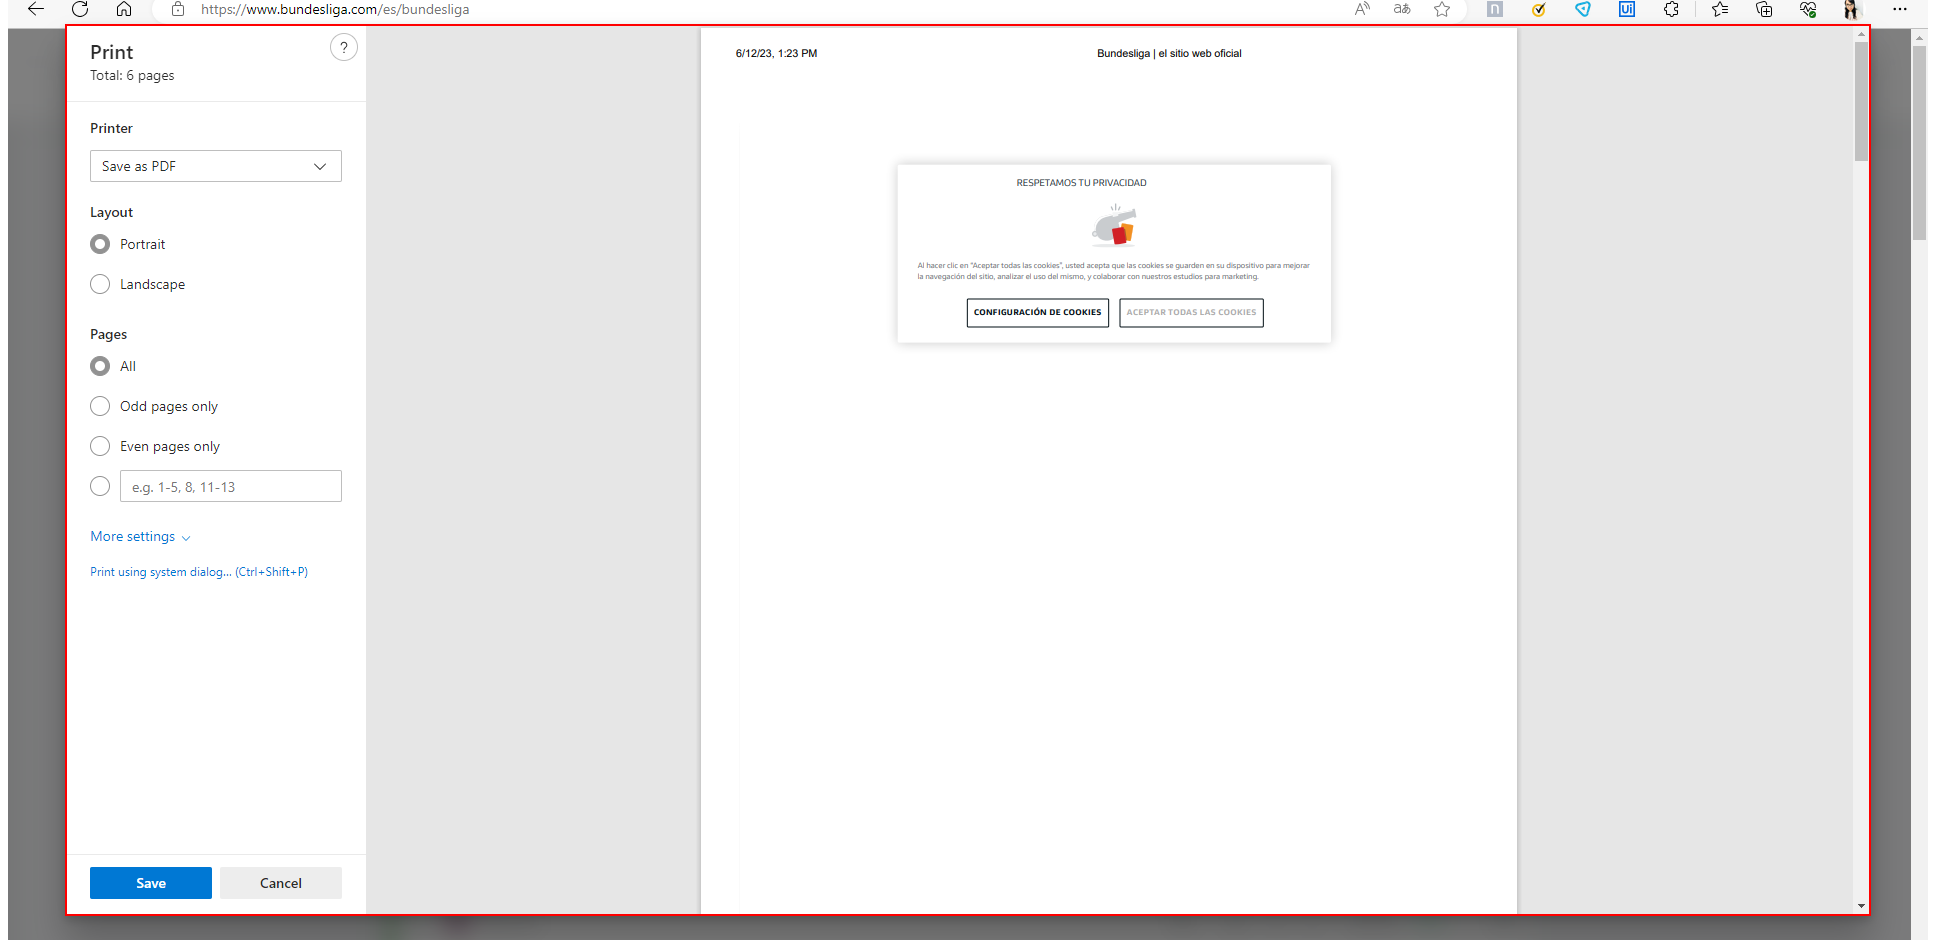 https://www.bundesliga.com/es/bundesliga
Print
Total: 6 pages
?
Printer
Save as PDF
Layout
Portrait
Landscape
Pages
All
Odd pages only
Even pages only
e.g. 1-5, 8, 11-13
More settings
Print using system dialog... (Ctrl+Shift+P)
Save
Cancel
6/12/23, 1:23 PM
Bundesliga | el sitio web oficial
RESPETAMOS TU PRIVACIDAD
Al hacer clic en "Aceptar todas las cookies", usted acepta que las cookies se guarden en su dispositivo para mejorar
la navegación del sitio, analizar el uso del mismo, y colaborar con nuestros estudios para marketing.
CONFIGURACIÓN DE COOKIES
ACEPTAR TODAS LAS COOKIES